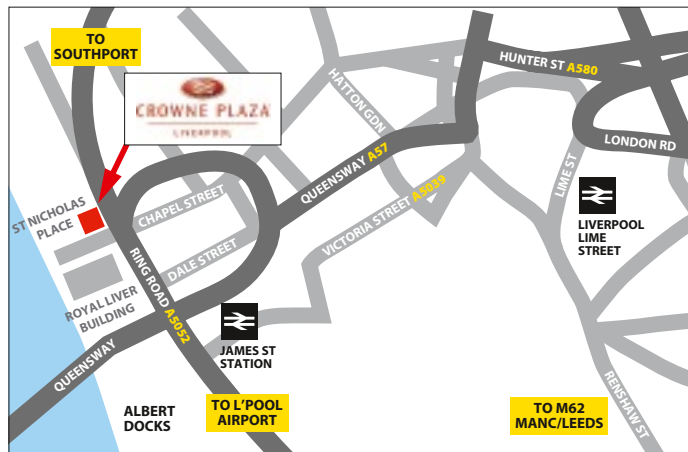 TO
SOUTHPORT
CROWNE PLAZA
LIVERPOOL
HUNTER ST A580
HATTON GDN
LONDON RD
QUEENSWAY A57
LIME ST
VICTORIA STREET A5039
ST NICHOLAS
PLACE
CHAPEL STREET
LIVERPOOL
LIME
STREET
DALE STREET
RING ROAD A5052
ROYAL LIVER
BUILDING
JAMES ST
STATION
QUEENSWAY
RENSHAW ST
ALBERT
DOCKS
TO L'POOL
AIRPORT
TO M62
MANC/LEEDS